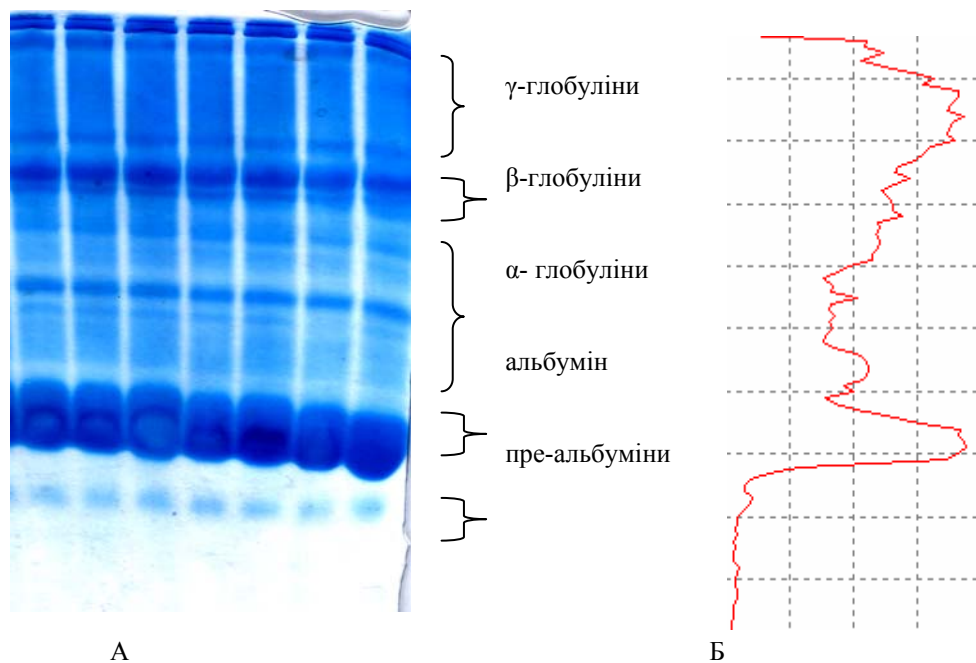 γ-глобуліни
β-глобуліни
α- глобуліни
альбумін
пре-альбуміни
А
Б